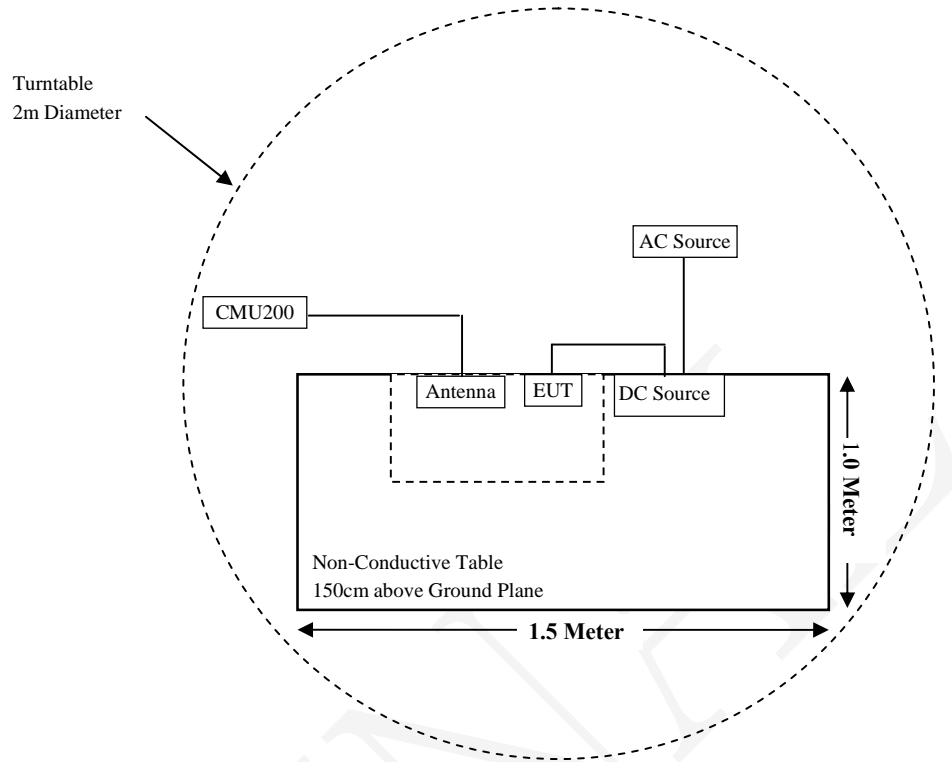 Turntable
2m Diameter
AC Source
CMU200
Antenna
EUT
DC Source
1.0 Meter
Non-Conductive Table
150cm above Ground Plane
1.5 Meter